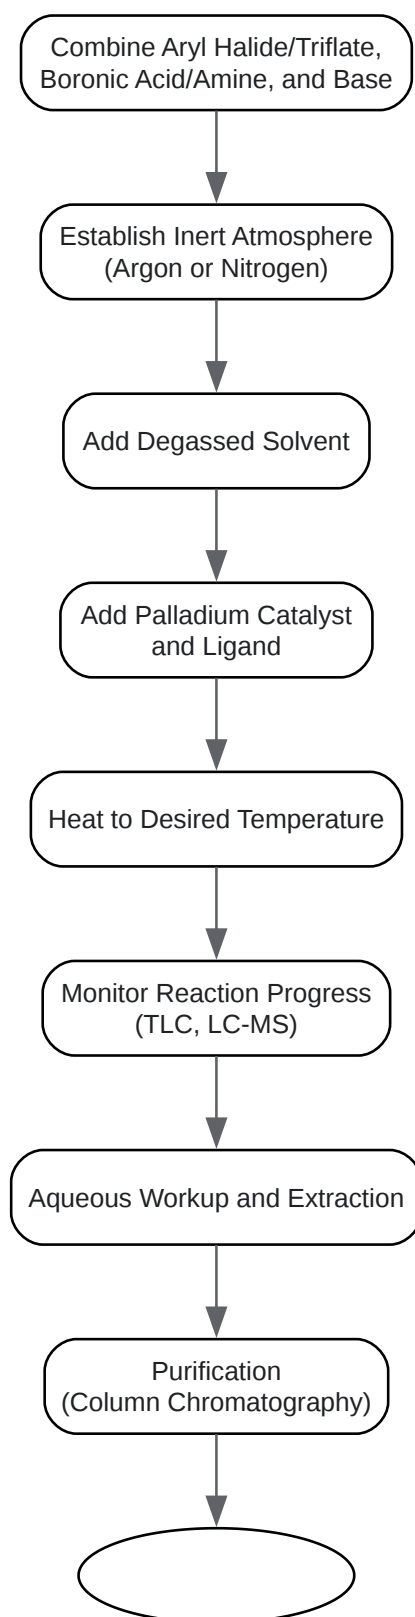 Combine Aryl Halide/Triflate,
Boronic Acid/Amine, and Base
Establish Inert Atmosphere
(Argon or Nitrogen)
Add Degassed Solvent
Add Palladium Catalyst
and Ligand
Heat to Desired Temperature
Monitor Reaction Progress
(TLC, LC-MS)
Aqueous Workup and Extraction
Purification
(Column Chromatography)